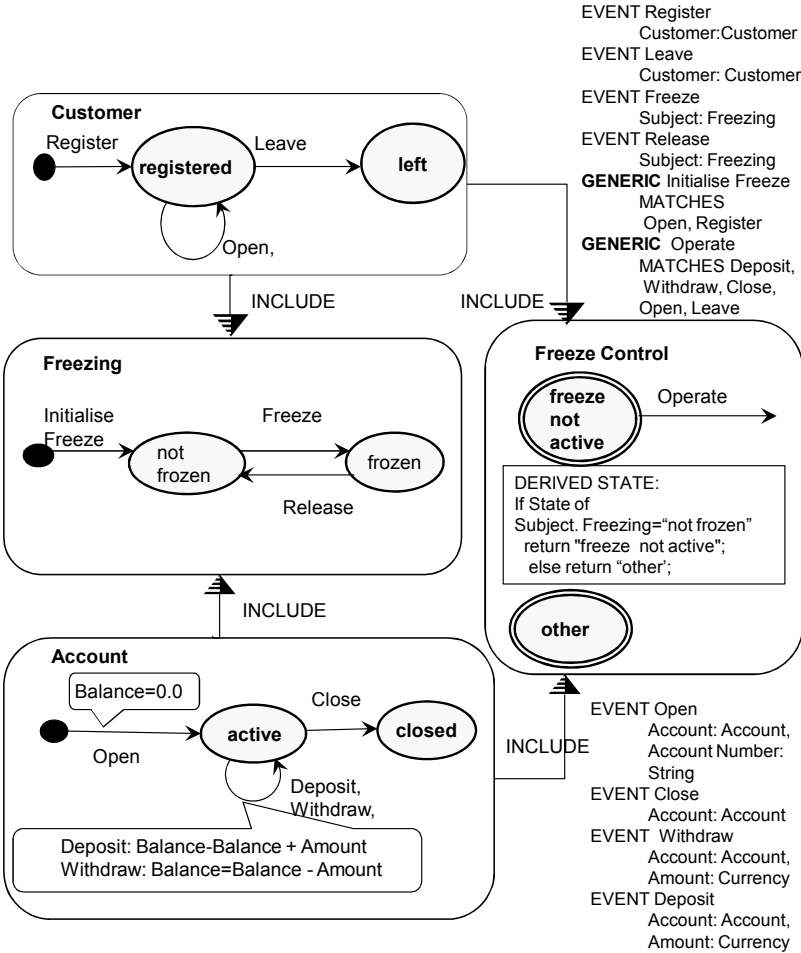 EVENT Register
Customer:Customer
EVENT Leave
Customer: Customer
EVENT Freeze
Subject: Freezing
EVENT Release
Subject: Freezing
GENERIC Initialise Freeze
MATCHES
Open, Register
GENERIC Operate
MATCHES Deposit,
Withdraw, Close,
Open, Leave
Customer
Register
registered
Leave
left
Open,
INCLUDE
INCLUDE
Freezing
Initialise
Freeze
not
frozen
Freeze
frozen
Release
Freeze Control
freeze
not
active
Operate
DERIVED STATE:
If State of
Subject. Freezing=“not frozen”
return "freeze not active";
else return “other’;
other
INCLUDE
Account
Balance=0.0
Open
active
Close
closed
Deposit,
Withdraw,
Deposit: Balance-Balance + Amount
Withdraw: Balance=Balance - Amount
INCLUDE
EVENT Open
Account: Account,
Account Number:
String
EVENT Close
Account: Account
EVENT Withdraw
Account: Account,
Amount: Currency
EVENT Deposit
Account: Account,
Amount: Currency